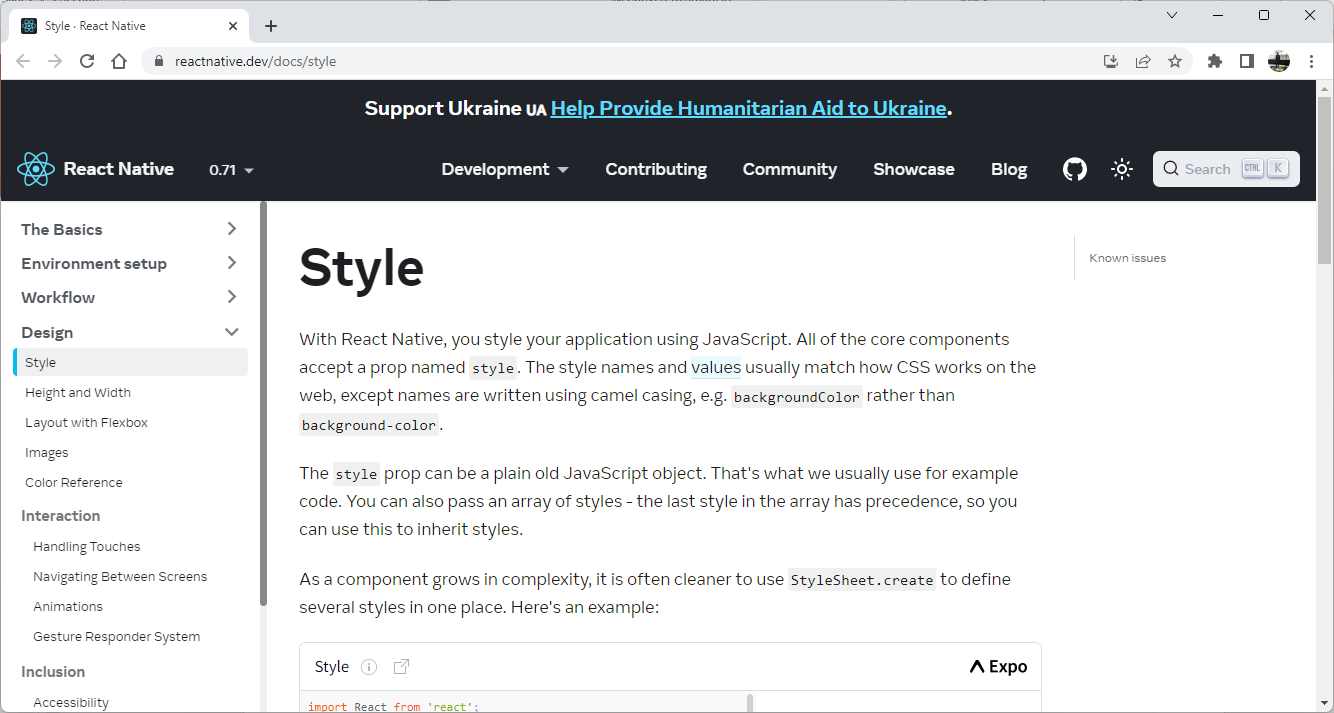 Style · React Native
reactnative.dev/docs/style
Support Ukraine UA Help Provide Humanitarian Aid to Ukraine.
React Native 0.71 Development Contributing Community Showcase Blog Search CTRL K
The Basics
Environment setup
Workflow
Design
Style
Height and Width
Layout with Flexbox
Images
Color Reference
Interaction
Handling Touches
Navigating Between Screens
Animations
Gesture Responder System
Inclusion
Accessibility
Style
With React Native, you style your application using JavaScript. All of the core components
accept a prop named style. The style names and values usually match how CSS works on the
web, except names are written using camel casing, e.g. backgroundColor rather than
background-color.
The style prop can be a plain old JavaScript object. That's what we usually use for example
code. You can also pass an array of styles - the last style in the array has precedence, so you
can use this to inherit styles.
As a component grows in complexity, it is often cleaner to use StyleSheet.create to define
several styles in one place. Here's an example:
Style Expo
import React from 'react';
Known issues